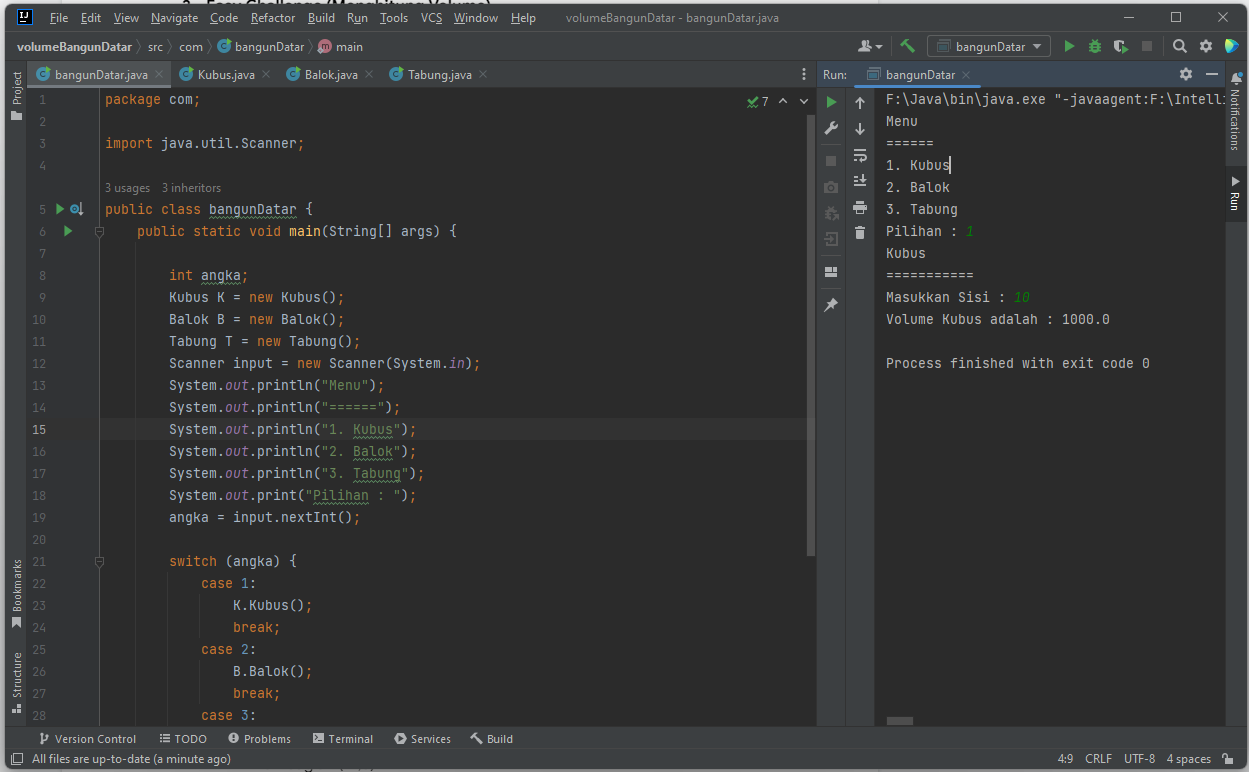 3. Easy Challenge (Menghitung Volume)
File Edit View Navigate Code Refactor Build Run Tools VCS Window Help volumeBangunDatar - bangunDatar.java
volumeBangunDatar src com bangunDatar main bangunDatar
Project
bangunDatar.java Kubus.java Balok.java Tabung.java
1 package com;
2
3 import java.util.Scanner;
4
3 usages 3 inheritors
5 public class bangunDatar {
6 public static void main(String[] args) {
7
8 int angka;
9 Kubus K = new Kubus();
10 Balok B = new Balok();
11 Tabung T = new Tabung();
12 Scanner input = new Scanner(System.in);
13 System.out.println("Menu");
14 System.out.println("======");
15 System.out.println("1. Kubus");
16 System.out.println("2. Balok");
17 System.out.println("3. Tabung");
18 System.out.print("Pilihan : ");
19 angka = input.nextInt();
20
21 switch (angka) {
22 case 1:
23 K.Kubus();
24 break;
25 case 2:
26 B.Balok();
27 break;
28 case 3:
7
Run: bangunDatar
F:\Java\bin\java.exe "-javaagent:F:\Intelli
Menu
======
1. Kubus
2. Balok
3. Tabung
Pilihan : 1
Kubus
===========
Masukkan Sisi : 10
Volume Kubus adalah : 1000.0
Process finished with exit code 0
Notifications
Run
Bookmarks
Structure
Version Control TODO Problems Terminal Services Build
All files are up-to-date (a minute ago) 4:9 CRLF UTF-8 4 spaces